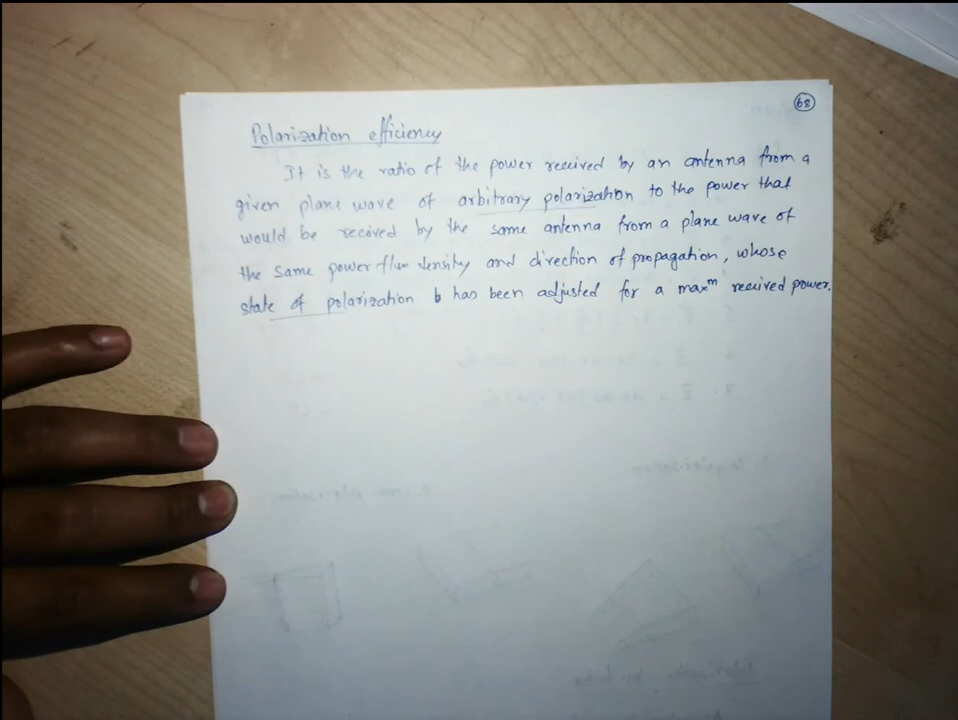 68
Polarization efficiency
It is the ratio of the power received by an antenna from a
given plane wave of arbitrary polarization to the power that
would be received by the same antenna from a plane wave of
the same power flux density and direction of propagation, whose
state of polarization b has been adjusted for a maxᵐ received power.